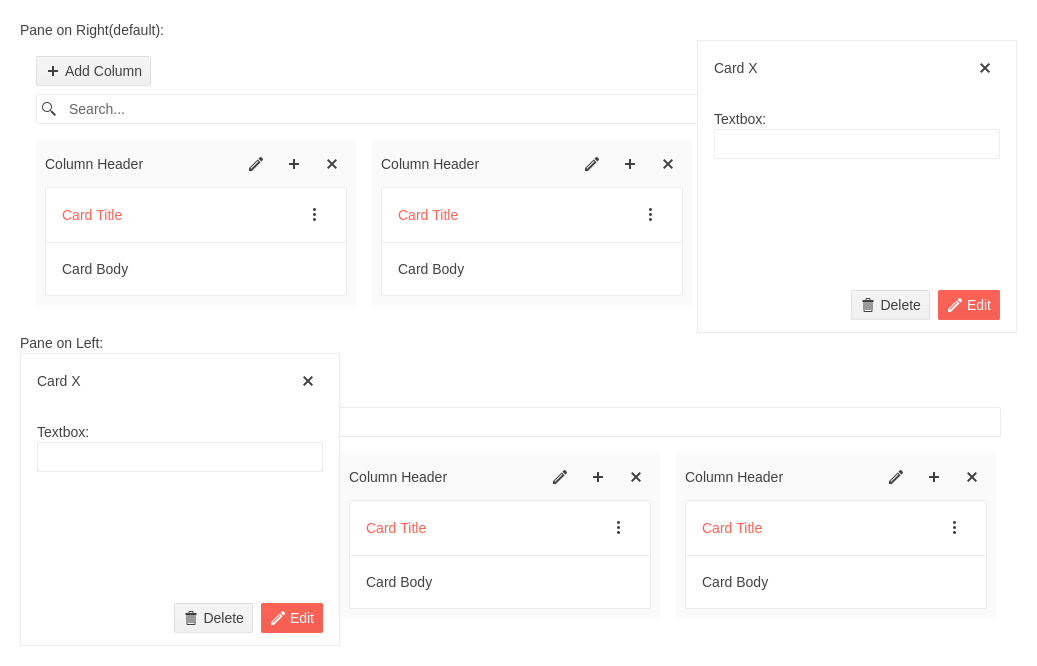 Pane on Right(default):
Add Column
Search...
Column Header
Card Title
Card Body
Column Header
Card Title
Card Body
Card X
Textbox:
Delete
Edit
Pane on Left:
Card X
Textbox:
Delete
Edit
Column Header
Card Title
Card Body
Column Header
Card Title
Card Body